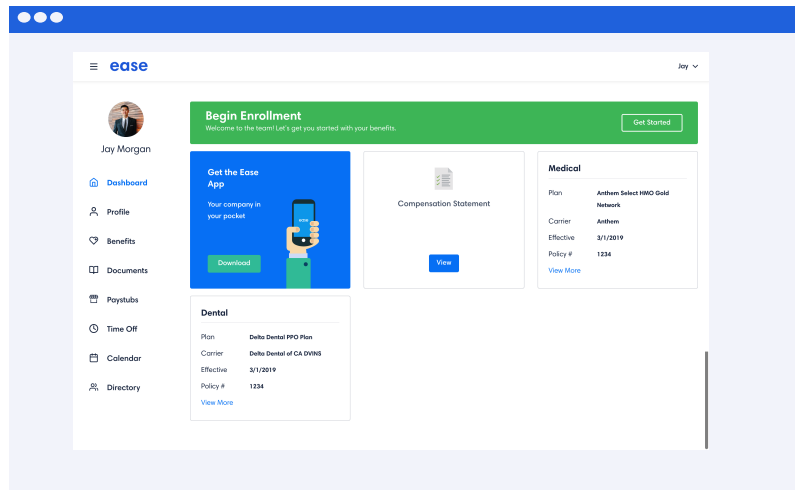 ease
Jay
Jay Morgan
Dashboard
Profile
Benefits
Documents
Paystubs
Time Off
Calendar
Directory
Begin Enrollment
Welcome to the team! Let's get you started with your benefits.
Get Started
Get the Ease
App
Your company in
your pocket
Download
Compensation Statement
View
Medical
Plan Anthem Select HMO Gold
Network
Carrier Anthem
Effective 3/1/2019
Policy # 1234
View More
Dental
Plan Delta Dental PPO Plan
Carrier Delta Dental of CA DVINS
Effective 3/1/2019
Policy # 1234
View More